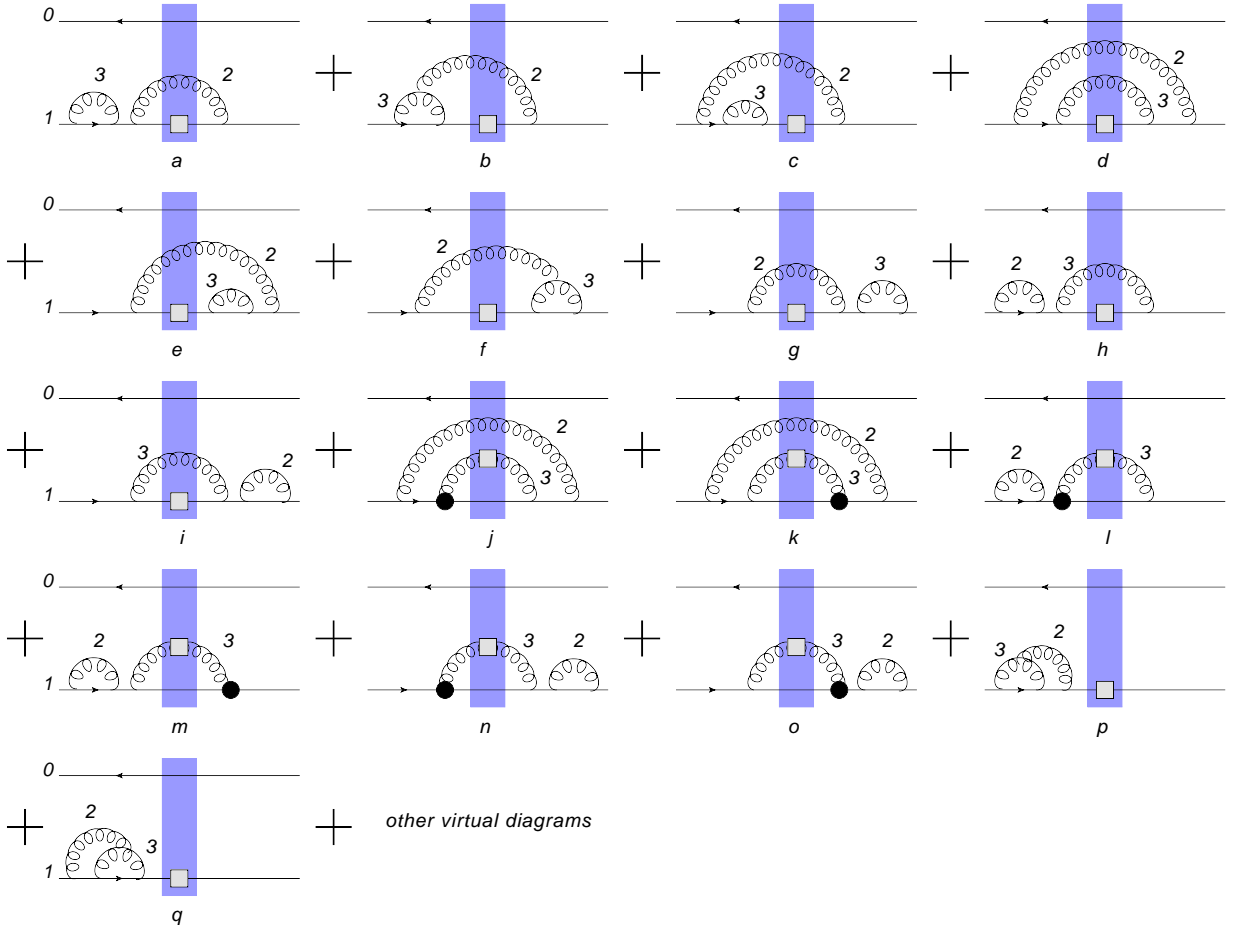 0
3 2 + 3 2 + 3 2 + 2 3
1
a b c d
0
+ 3 2 + 2 3 + 2 3 + 2 3
1
e f g h
0
+ 3 2 + 2 3 + 2 3 + 2 3
1
i j k l
0
+ 2 3 + 3 2 + 3 2 + 3 2
1
m n o p
0
+ 2 3 + other virtual diagrams
1
q